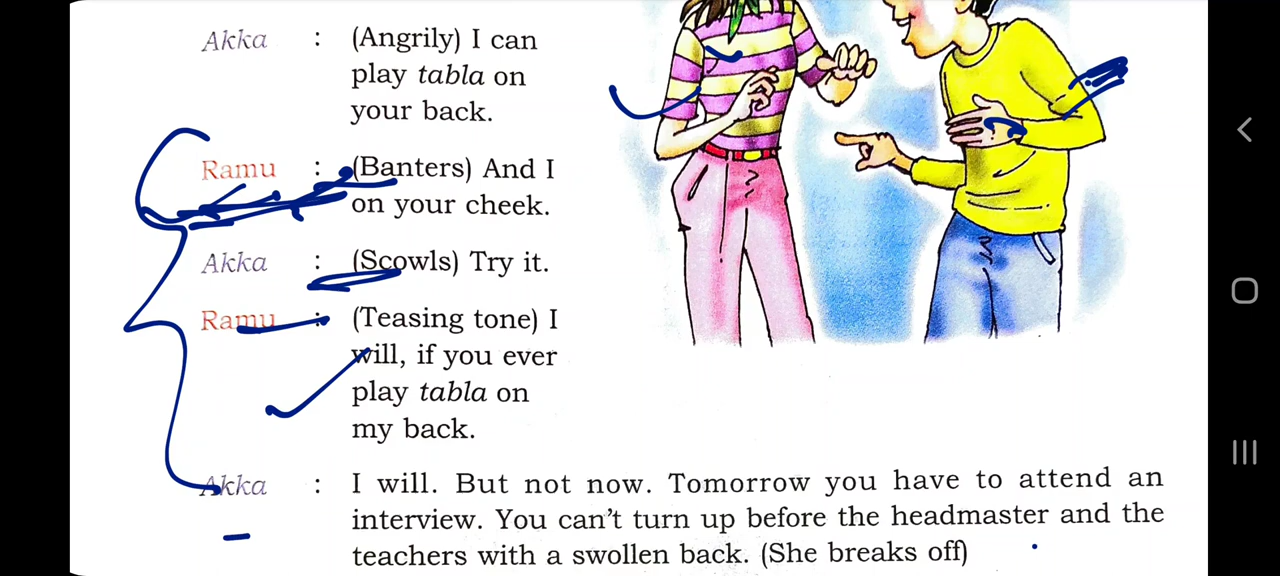 Akka : (Angrily) I can
play tabla on
your back.
Ramu : (Banters) And I
on your cheek.
Akka : (Scowls) Try it.
Ramu : (Teasing tone) I
will, if you ever
play tabla on
my back.
Akka : I will. But not now. Tomorrow you have to attend an
interview. You can't turn up before the headmaster and the
teachers with a swollen back. (She breaks off)